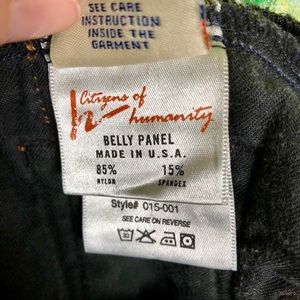 SEE CARE
INSTRUCTION
INSIDE THE
GARMENT
Citizens of
humanity
BELLY PANEL
MADE IN U.S.A.
85% 15%
NYLON SPANDEX
Style# 015-001
SEE CARE ON REVERSE
30